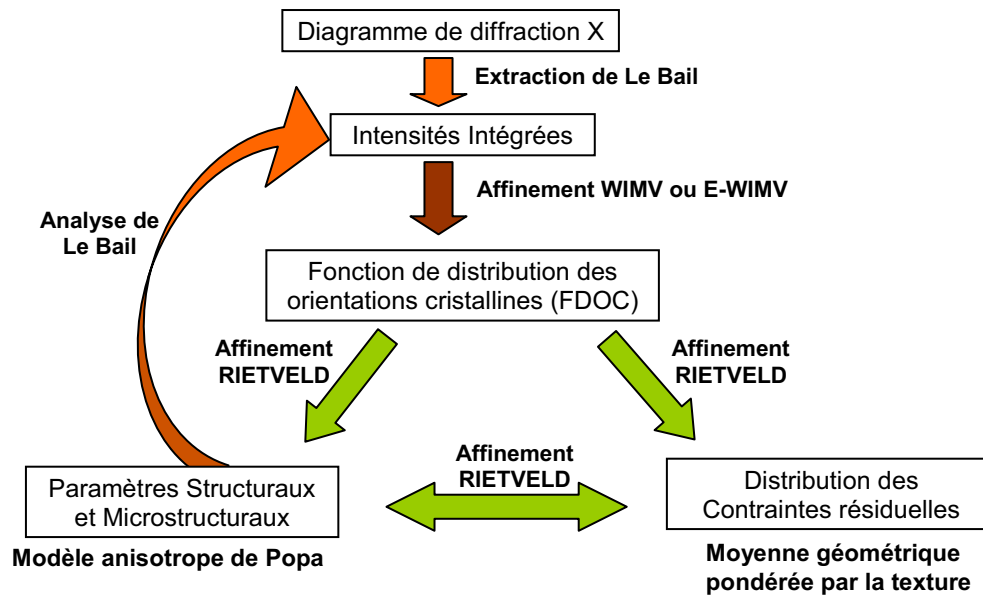 Diagramme de diffraction X
Extraction de Le Bail
Intensités Intégrées
Affinement WIMV ou E-WIMV
Analyse de
Le Bail
Fonction de distribution des
orientations cristallines (FDOC)
Affinement
RIETVELD
Affinement
RIETVELD
Affinement
RIETVELD
Paramètres Structuraux
et Microstructuraux
Modèle anisotrope de Popa
Distribution des
Contraintes résiduelles
Moyenne géométrique
pondérée par la texture